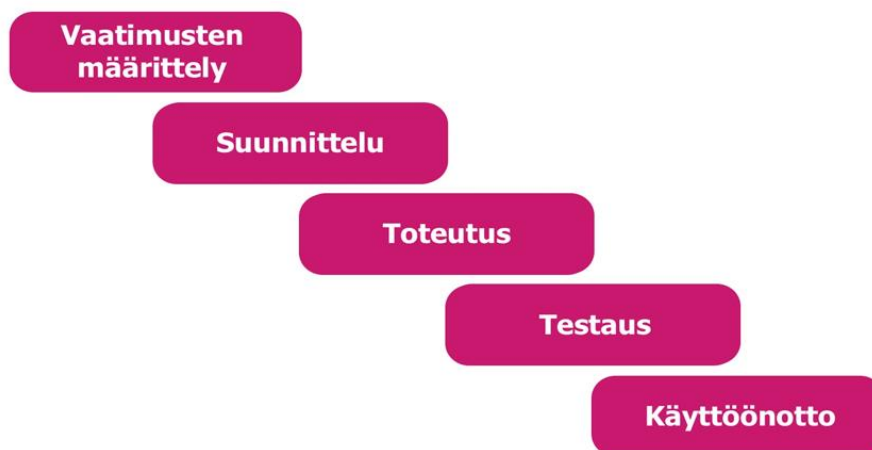 Vaatimusten
määrittely
Suunnittelu
Toteutus
Testaus
Käyttöönotto